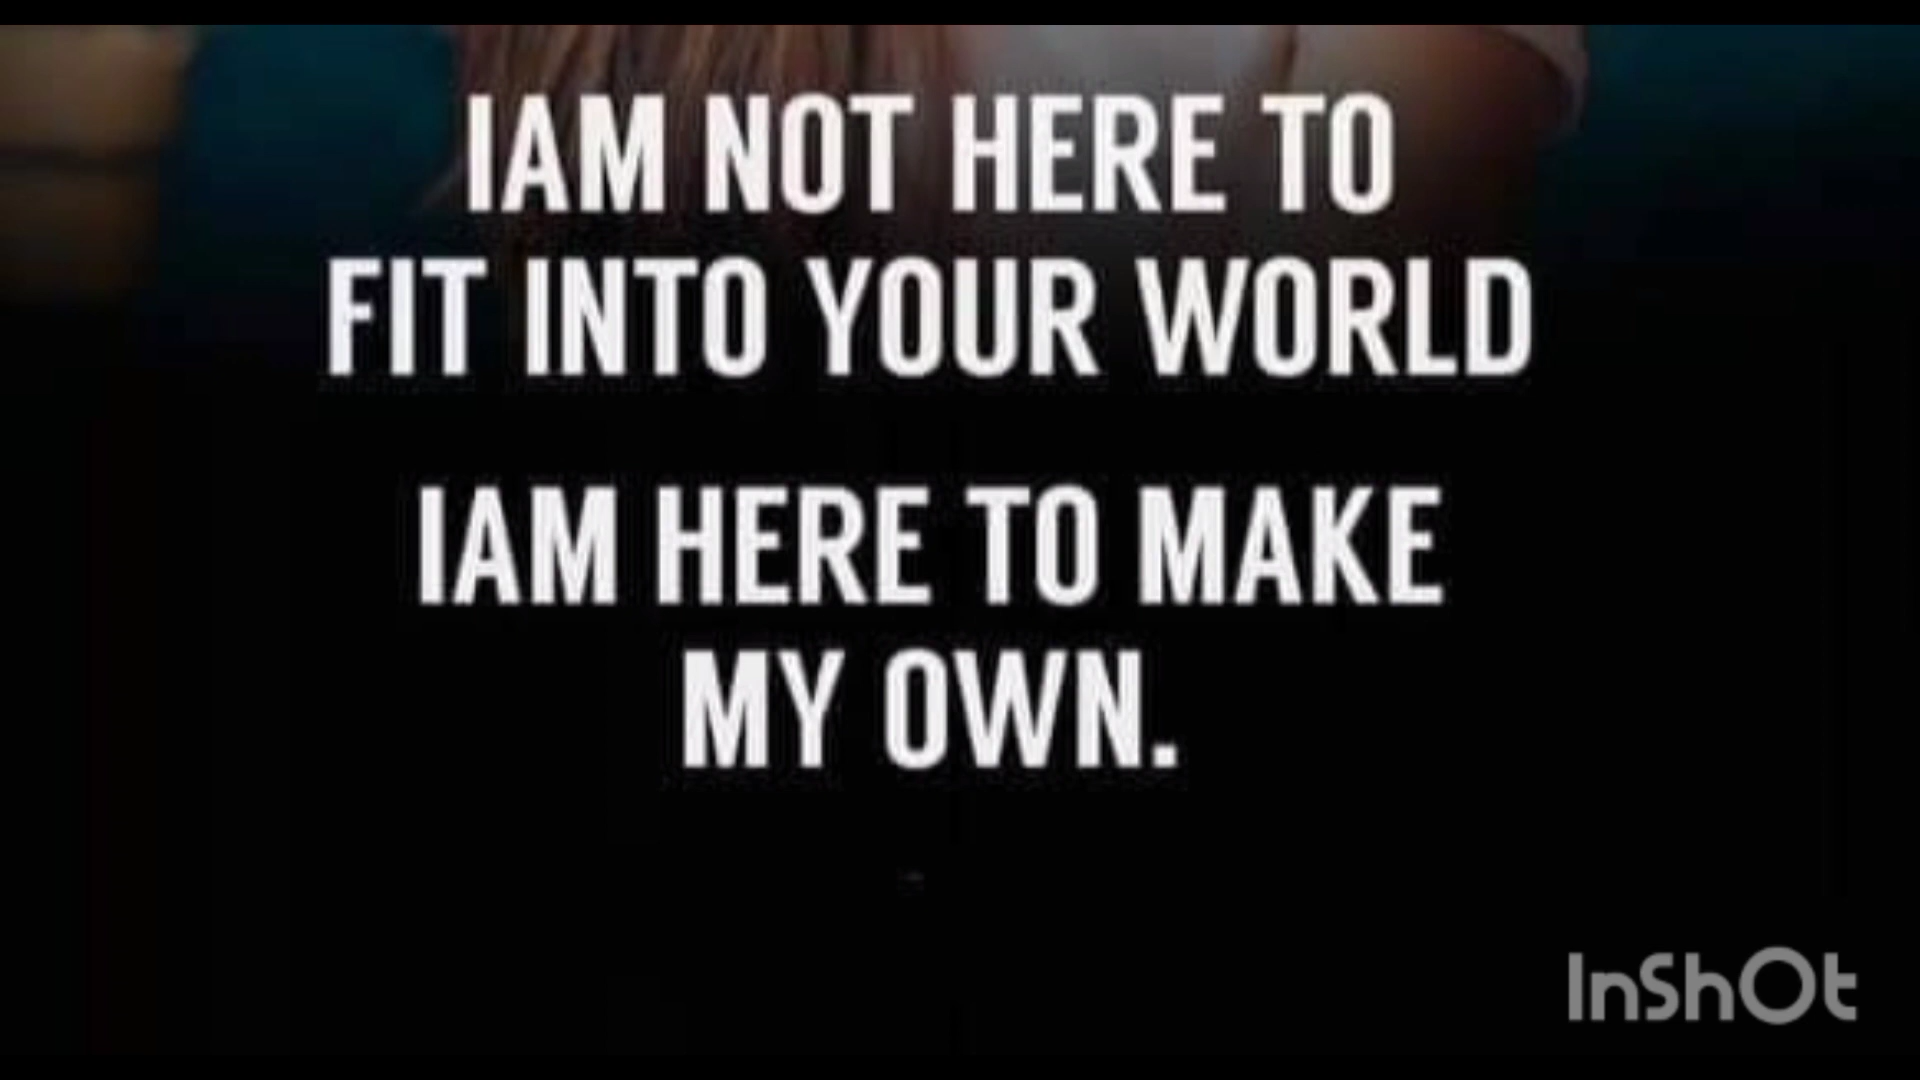 IAM NOT HERE TO
FIT INTO YOUR WORLD
IAM HERE TO MAKE
MY OWN.
InShOt